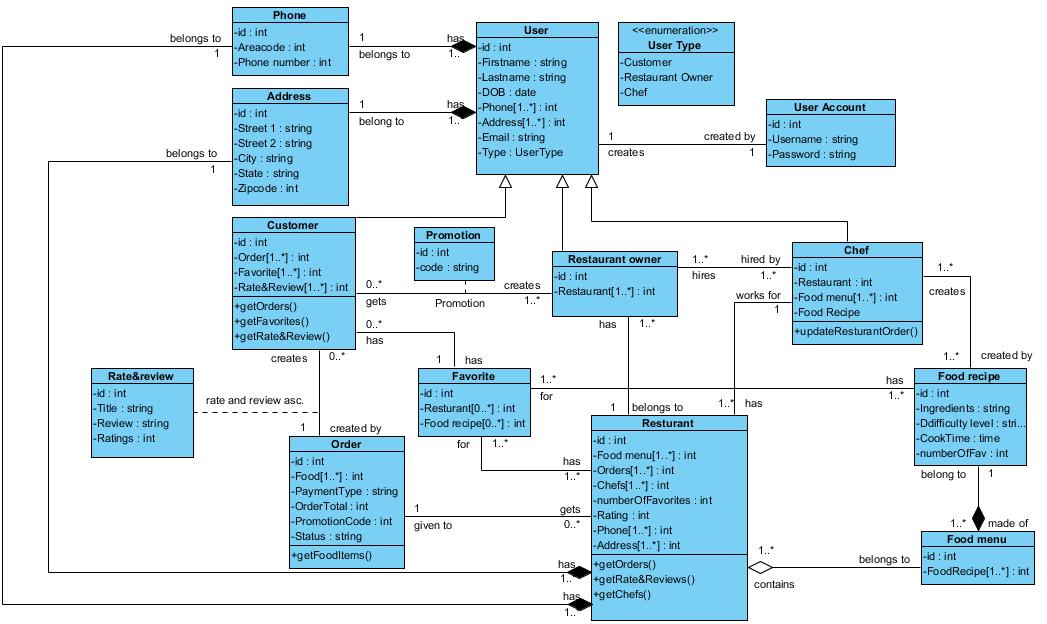 Phone
-id : int
-Areacode : int
-Phone number : int
belongs to
1
1
belongs to
has
1..
User
-id : int
-Firstname : string
-Lastname : string
-DOB : date
-Phone[1..*] : int
-Address[1..*] : int
-Email : string
-Type : UserType
<<enumeration>>
User Type
-Customer
-Restaurant Owner
-Chef
Address
-id : int
-Street 1 : string
-Street 2 : string
-City : string
-State : string
-Zipcode : int
belongs to
1
1
belong to
has
1..
User Account
-id : int
-Username : string
-Password : string
1
creates
created by
1
Customer
-id : int
-Order[1..*] : int
-Favorite[1..*] : int
-Rate&Review[1..*] : int
+getOrders()
+getFavorites()
+getRate&Review()
Promotion
-id : int
-code : string
Promotion
0..*
gets
creates
1..*
Restaurant owner
-id : int
-Restaurant[1..*] : int
1..*
hires
hired by
1..*
Chef
-id : int
-Restaurant : int
-Food menu[1..*] : int
-Food Recipe
+updateResturantOrder()
works for
1
1..*
creates
0..*
has
1
has
creates
0..*
has
1..*
1..*
created by
Rate&review
-id : int
-Title : string
-Review : string
-Ratings : int
rate and review asc.
1
created by
Favorite
-id : int
-Resturant[0..*] : int
-Food recipe[0..*] : int
1..*
for
has
1..*
Food recipe
-id : int
-Ingredients : string
-Ddifficulty level : stri...
-CookTime : time
-numberOfFav : int
1
belongs to
1..*
has
for
1..*
has
1..*
Order
-id : int
-Food[1..*] : int
-PaymentType : string
-OrderTotal : int
-PromotionCode : int
-Status : string
+getFoodItems()
1
given to
gets
0..*
Resturant
-id : int
-Food menu[1..*] : int
-Orders[1..*] : int
-Chefs[1..*] : int
-numberOfFavorites : int
-Rating : int
-Phone[1..*] : int
-Address[1..*] : int
+getOrders()
+getRate&Reviews()
+getChefs()
belong to
1
1..*
made of
Food menu
-id : int
-FoodRecipe[1..*] : int
1..*
contains
belongs to
has
1..
has
1..